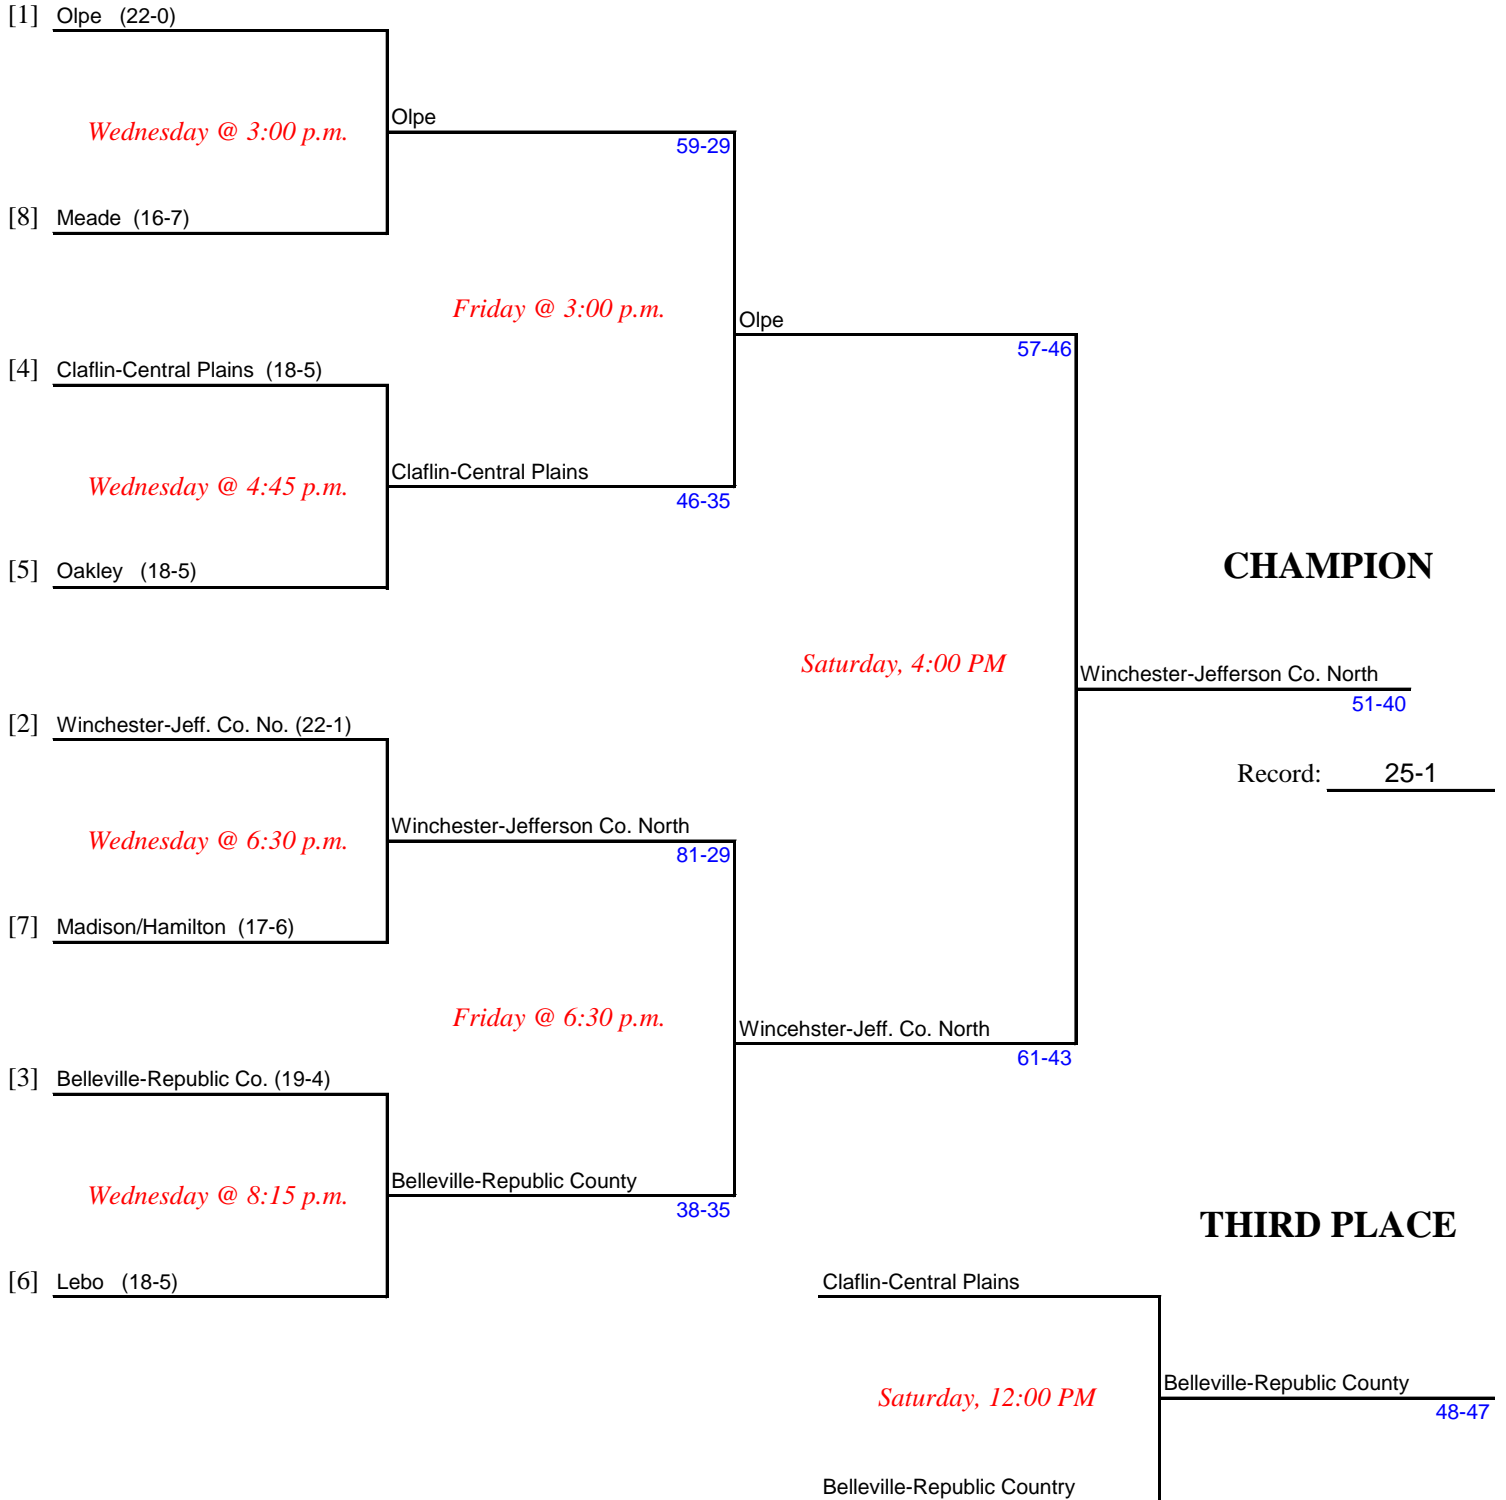 [1] Olpe (22-0)
Olpe
Wednesday @ 3:00 p.m.
59-29
[8] Meade (16-7)
Friday @ 3:00 p.m.
Olpe
57-46
[4] Claflin-Central Plains (18-5)
Claflin-Central Plains
Wednesday @ 4:45 p.m.
46-35
[5] Oakley (18-5)
CHAMPION
Saturday, 4:00 PM
Winchester-Jefferson Co. North
51-40
[2] Winchester-Jeff. Co. No. (22-1)
Record: 25-1
Winchester-Jefferson Co. North
Wednesday @ 6:30 p.m.
81-29
[7] Madison/Hamilton (17-6)
Friday @ 6:30 p.m.
Wincehster-Jeff. Co. North
61-43
[3] Belleville-Republic Co. (19-4)
Belleville-Republic County
Wednesday @ 8:15 p.m.
38-35
THIRD PLACE
[6] Lebo (18-5)
Claflin-Central Plains
Saturday, 12:00 PM
Belleville-Republic County
48-47
Belleville-Republic Country